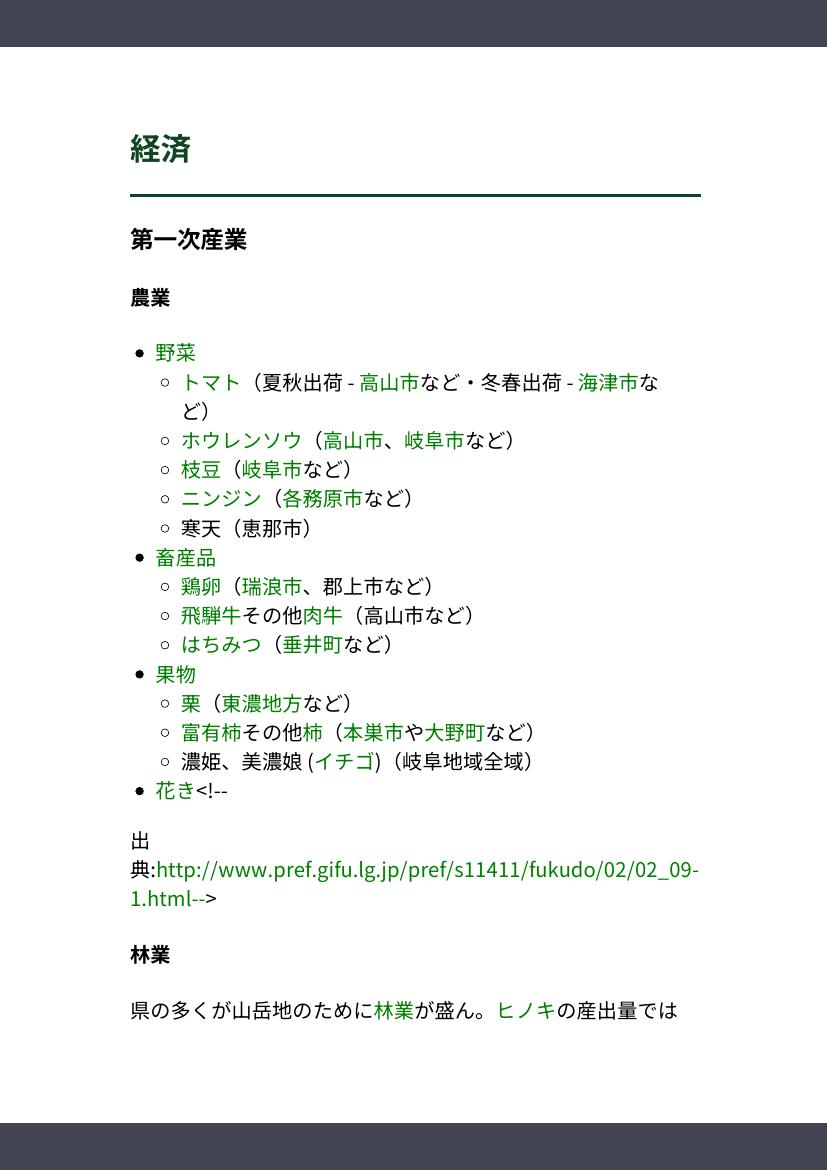 経済
第一次産業
農業
野菜
トマト（夏秋出荷 - 高山市など・冬春出荷 - 海津市な
ど）
ホウレンソウ（高山市、岐阜市など）
枝豆（岐阜市など）
ニンジン（各務原市など）
寒天（恵那市）
畜産品
鶏卵（瑞浪市、郡上市など）
飛騨牛その他肉牛（高山市など）
はちみつ（垂井町など）
果物
栗（東濃地方など）
富有柿その他柿（本巣市や大野町など）
濃姫、美濃娘 (イチゴ)（岐阜地域全域）
花き<!--
出
典:http://www.pref.gifu.lg.jp/pref/s11411/fukudo/02/02_09-
1.html-->
林業
県の多くが山岳地のために林業が盛ん。ヒノキの産出量では